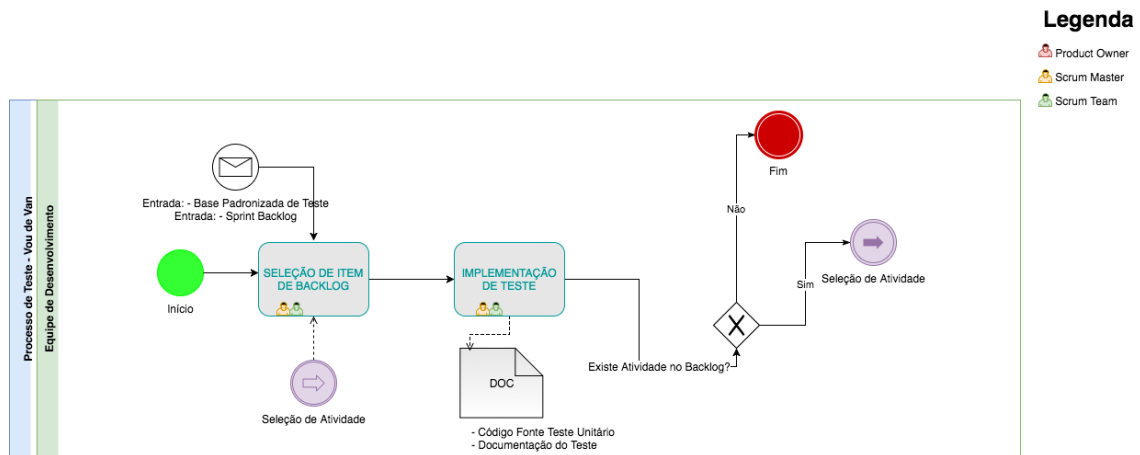 Legenda
Product Owner
Scrum Master
Scrum Team
Processo de Teste - Vou de Van
Equipe de Desenvolvimento
Entrada: - Base Padronizada de Teste
Entrada: - Sprint Backlog
Início
SELEÇÃO DE ITEM
DE BACKLOG
IMPLEMENTAÇÃO
DE TESTE
Seleção de Atividade
DOC
- Código Fonte Teste Unitário
- Documentação do Teste
Existe Atividade no Backlog?
Não
Fim
Sim
Seleção de Atividade